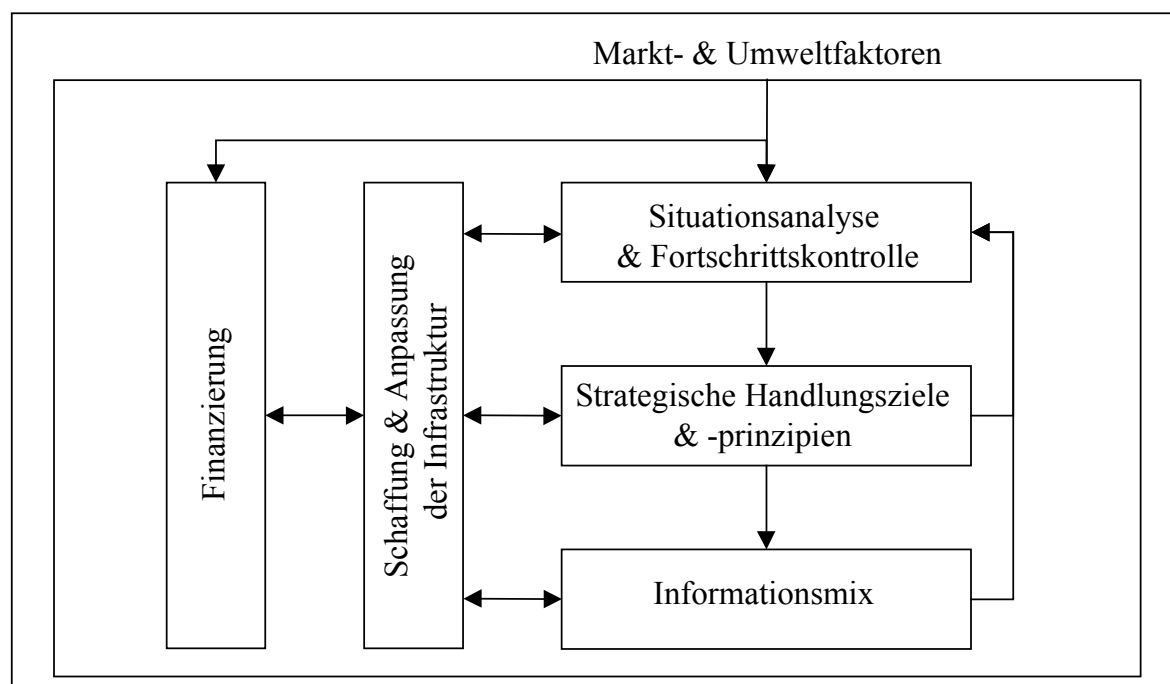 Markt- & Umweltfaktoren
Finanzierung
Schaffung & Anpassung
der Infrastruktur
Situationsanalyse
& Fortschrittskontrolle
Strategische Handlungsziele
& -prinzipien
Informationsmix